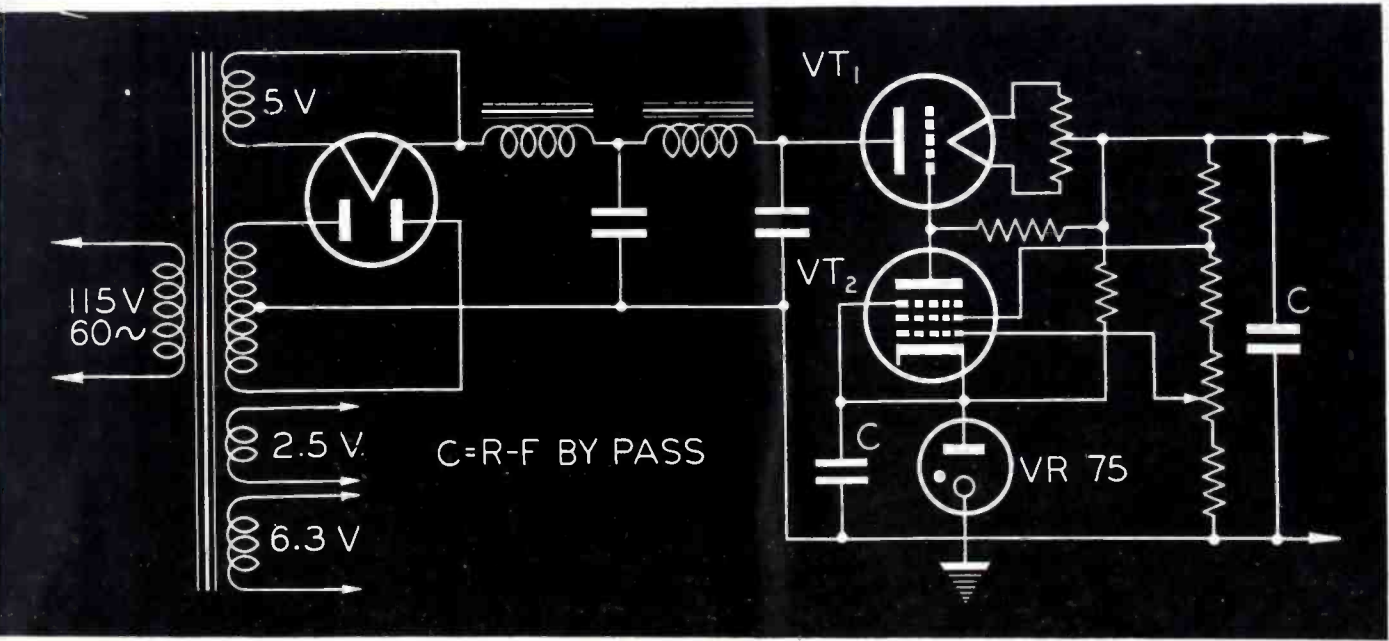 VT1
5 V
VT2
115V
60~
C
2.5 V.
C=R-F BY PASS
C
VR 75
6.3 V